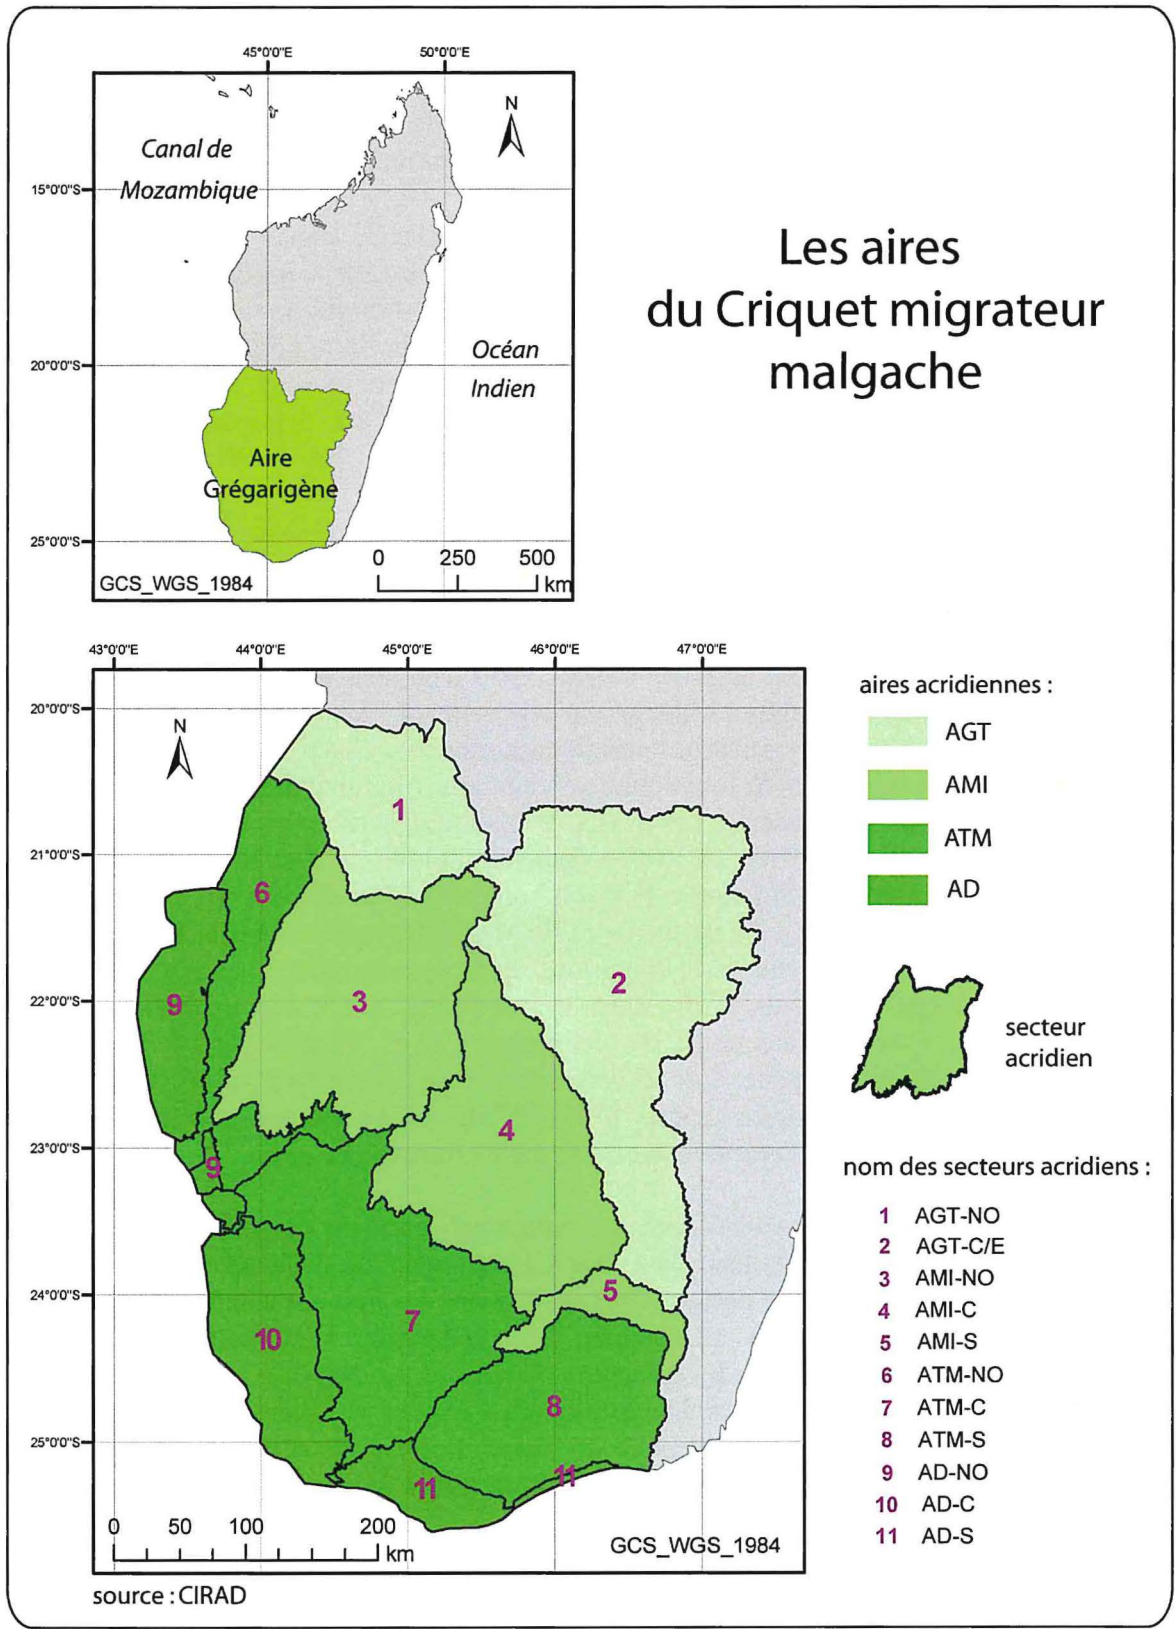 45°0'0"E 50°0'0"E
N
Canal de
Mozambique
15°0'0"S
Océan
Indien
20°0'0"S
Aire
Grégarigène
25°0'0"S
0 250 500
km
GCS_WGS_1984
Les aires
du Criquet migrateur
malgache
43°0'0"E 44°0'0"E 45°0'0"E 46°0'0"E 47°0'0"E
20°0'0"S
N
1
21°0'0"S
6
2
22°0'0"S
9
3
4
23°0'0"S
9
5
24°0'0"S
7
10
8
25°0'0"S
11
11
0 50 100 200
km
GCS_WGS_1984
source : CIRAD
aires acridiennes :
AGT
AMI
ATM
AD
secteur
acridien
nom des secteurs acridiens :
1 AGT-NO
2 AGT-C/E
3 AMI-NO
4 AMI-C
5 AMI-S
6 ATM-NO
7 ATM-C
8 ATM-S
9 AD-NO
10 AD-C
11 AD-S